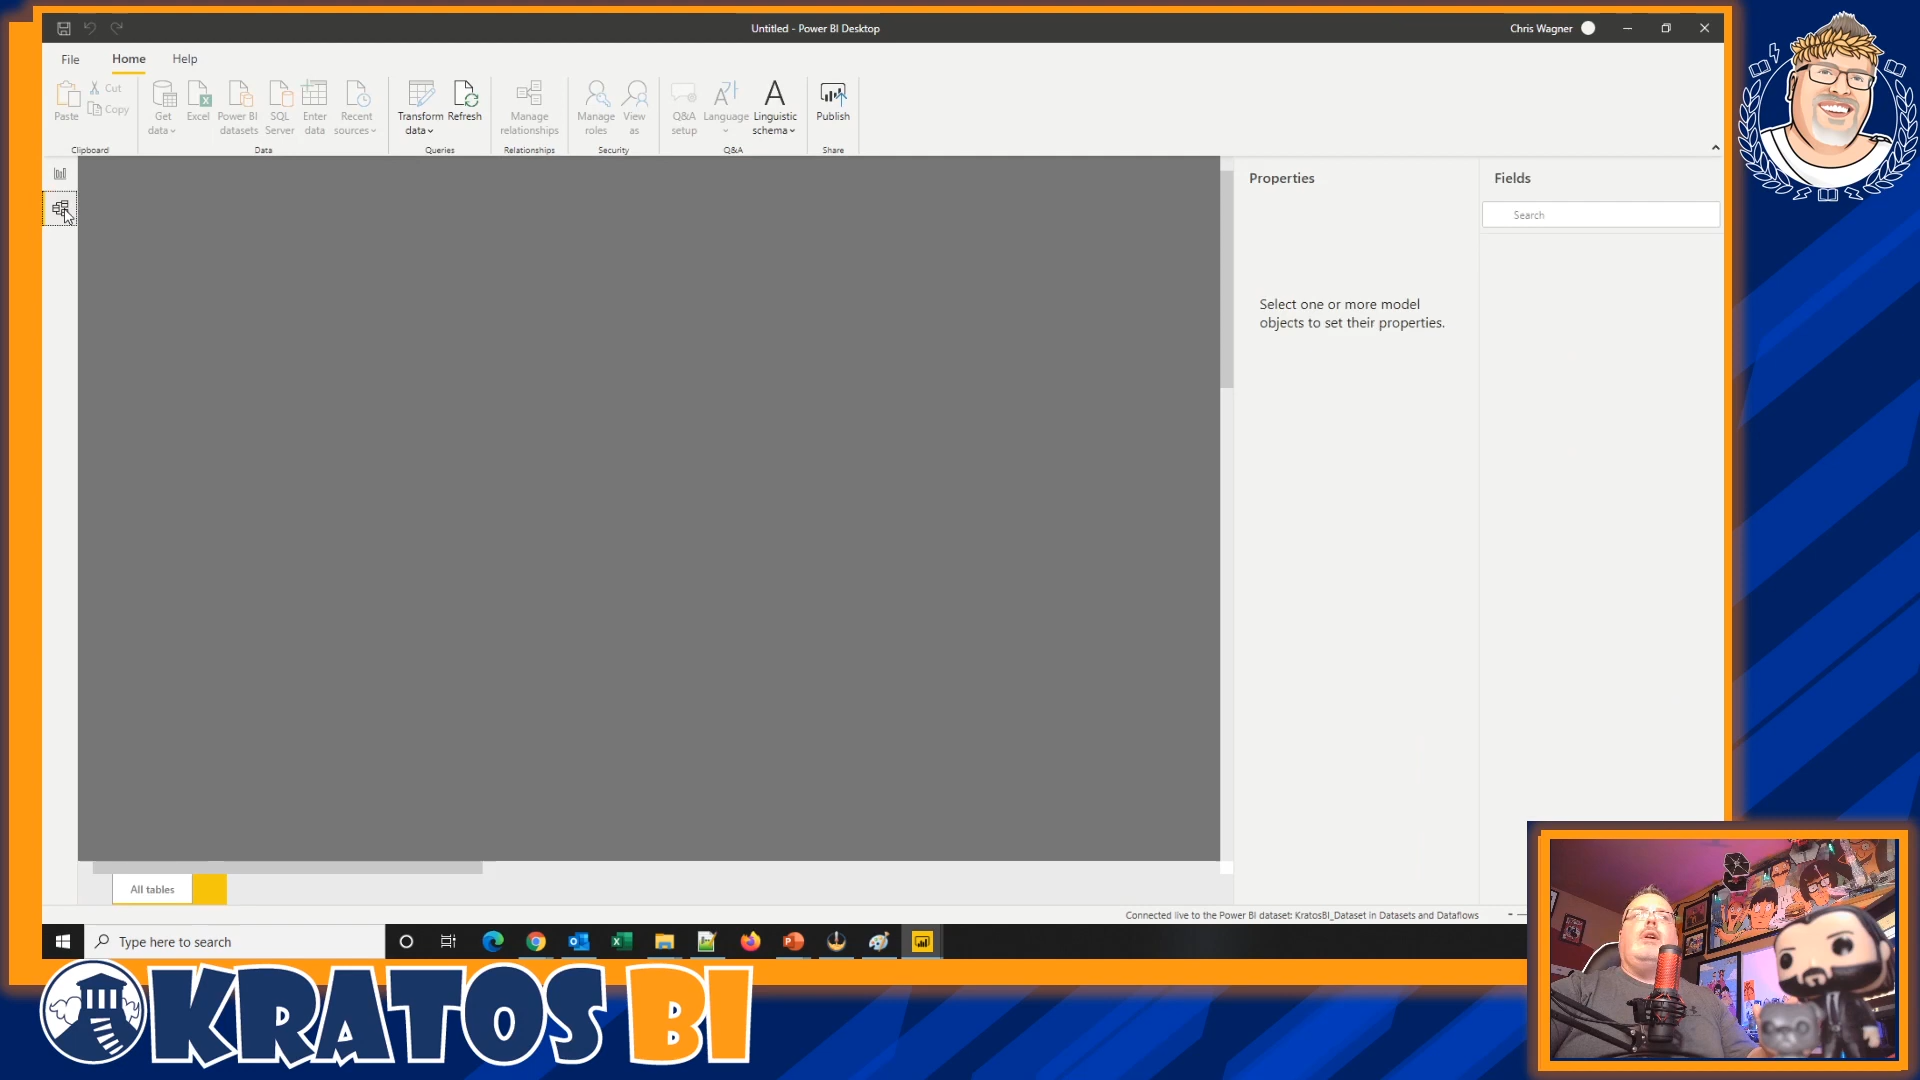 Untitled - Power BI Desktop
Chris Wagner
File Home Help
Paste
Cut
Copy
Clipboard
Get data
Excel
Power BI datasets
SQL Server
Enter data
Recent sources
Data
Transform data
Refresh
Queries
Manage relationships
Relationships
Manage roles
View as
Security
Q&A setup
Language
Linguistic schema
Q&A
Publish
Share
Properties
Select one or more model
objects to set their properties.
Fields
Search
All tables
Connected live to the Power BI dataset: KratosBI_Dataset in Datasets and Dataflows
Type here to search
KRATOS BI